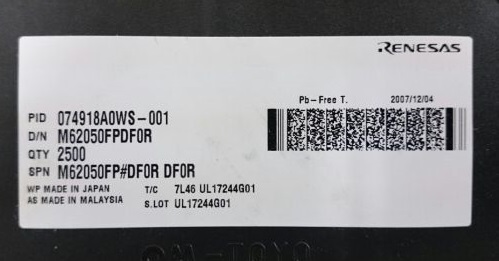 RENESAS
Pb-Free T. 2007/12/04
PID 074918A0WS-001
D/N M62050FPDF0R
QTY 2500
SPN M62050FP#DF0R DF0R
WP MADE IN JAPAN T/C 7L46 UL17244G01
AS MADE IN MALAYSIA S.LOT UL17244G01